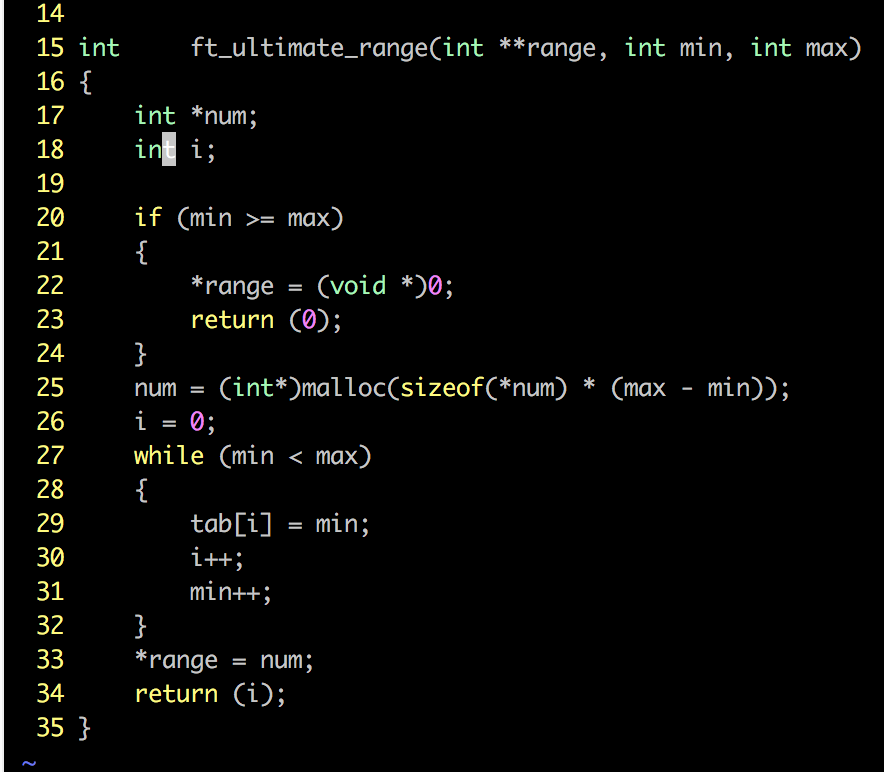 14
15 int     ft_ultimate_range(int **range, int min, int max)
16 {
17     int *num;
18     int i;
19
20     if (min >= max)
21     {
22         *range = (void *)0;
23         return (0);
24     }
25     num = (int*)malloc(sizeof(*num) * (max - min));
26     i = 0;
27     while (min < max)
28     {
29         tab[i] = min;
30         i++;
31         min++;
32     }
33     *range = num;
34     return (i);
35 }
~